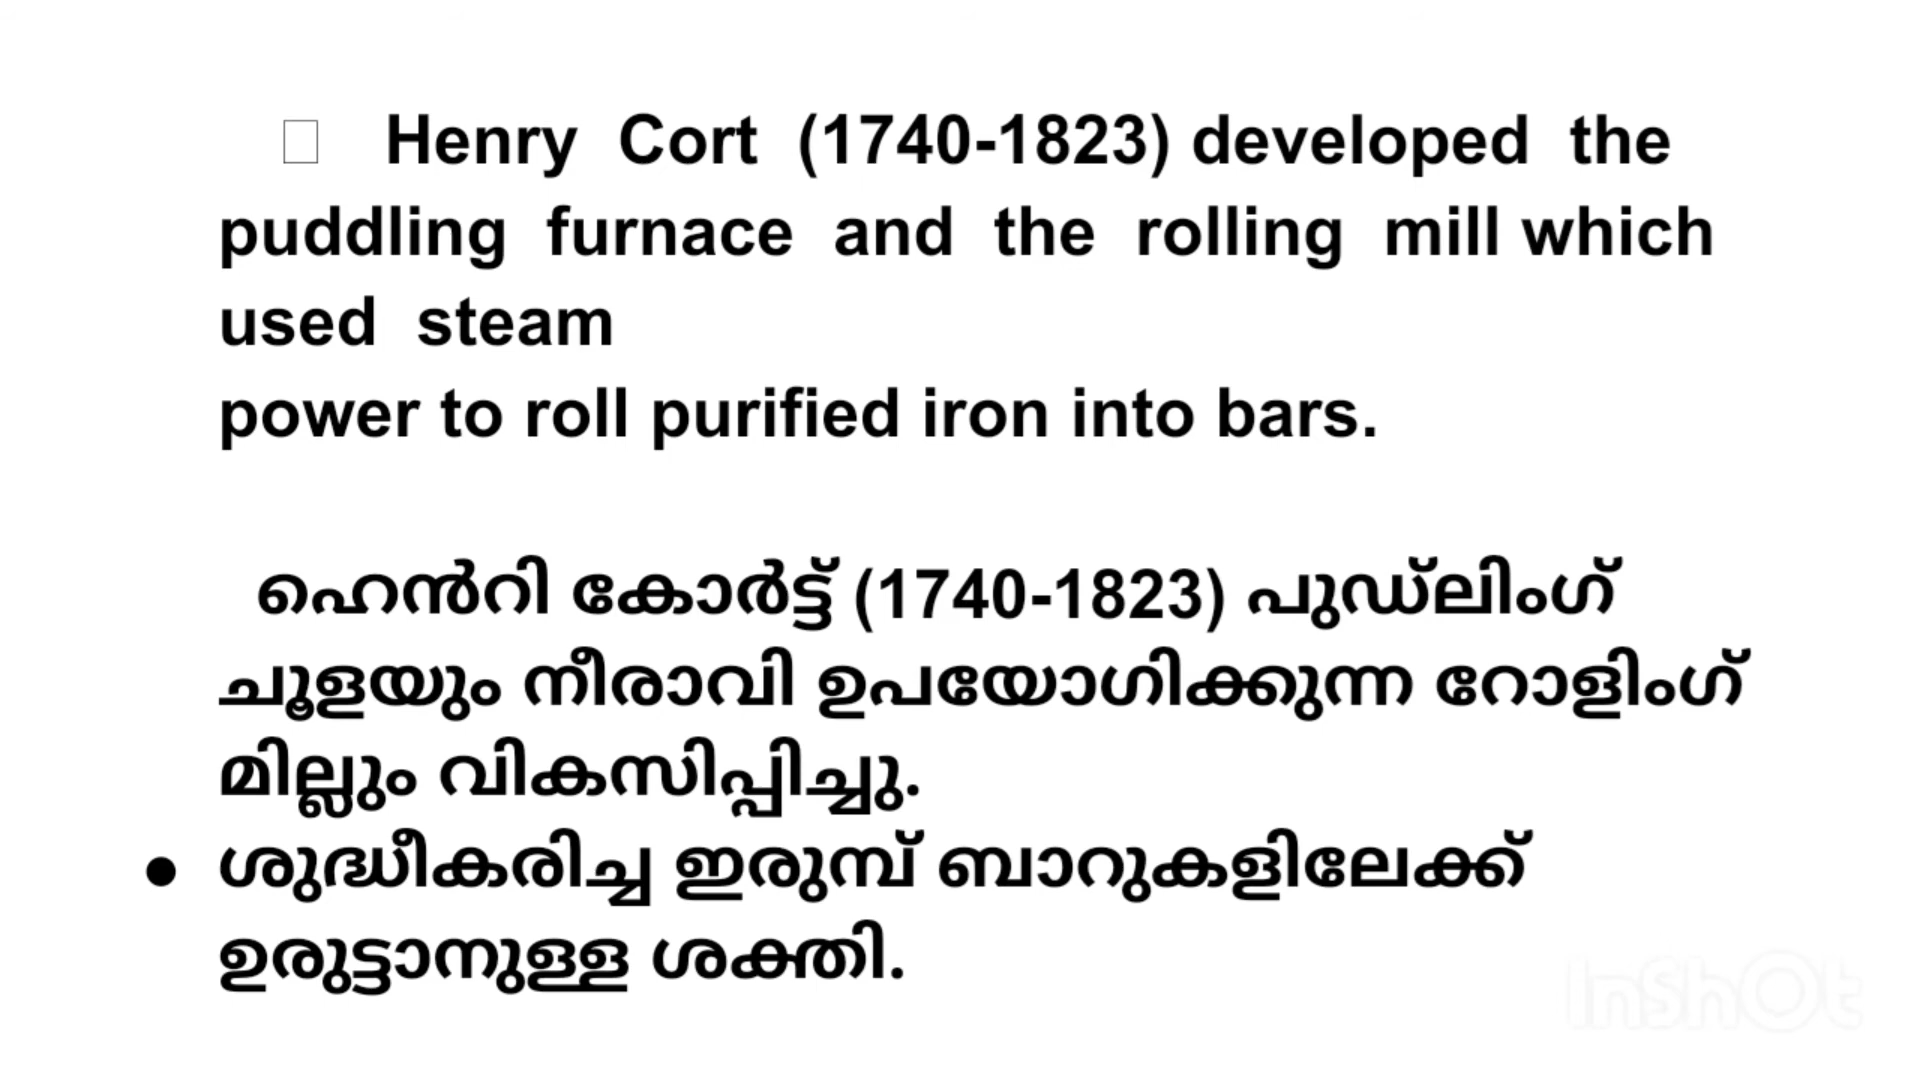 Henry Cort (1740-1823) developed the
puddling furnace and the rolling mill which
used steam
power to roll purified iron into bars.
ഹെൻറി കോർട്ട് (1740-1823) പുഡ്‌ലിംഗ്
ചൂളയും നീരാവി ഉപയോഗിക്കുന്ന റോളിംഗ്
മില്ലും വികസിപ്പിച്ചു.
● ശുദ്ധീകരിച്ച ഇരുമ്പ് ബാറുകളിലേക്ക്
ഉരുട്ടാനുള്ള ശക്തി.
InShOt